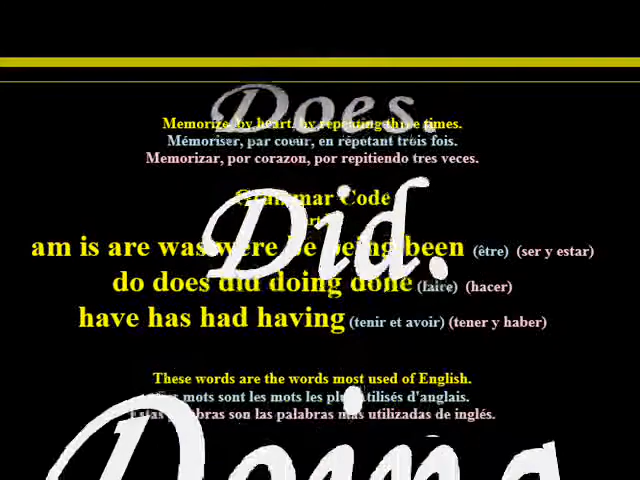 Does.
Memorize, by heart, by repeating three times.
Mémoriser, par coeur, en répetant trois fois.
Memorizar, por corazon, por repitiendo tres veces.
Grammar Code
Did.
am is are was were be being been (être) (ser y estar)
do does did doing done (faire) (hacer)
have has had having (tenir et avoir) (tener y haber)
These words are the words most used of English.
mots sont les mots les plus utilisés d'anglais.
Estas palabras son las palabras más utilizadas de inglés.
Doing